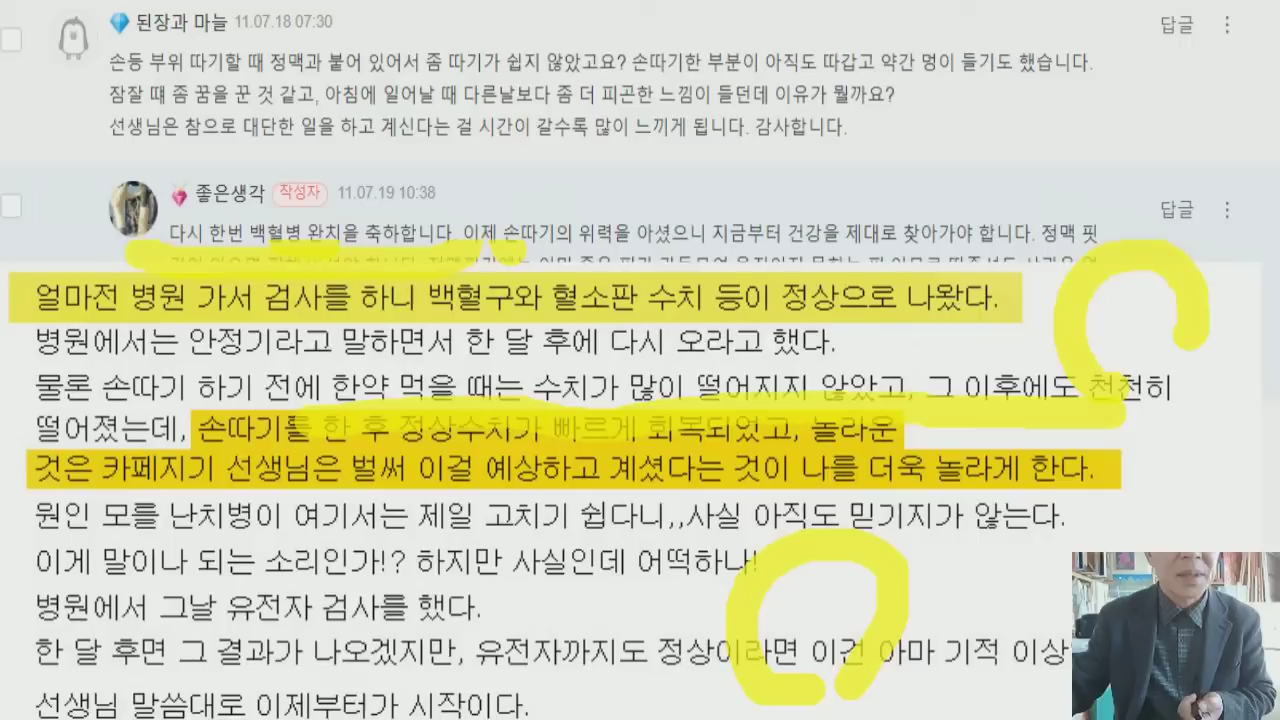 된장과 마늘 11.07.18 07:30
답글
손등 부위 따기할 때 정맥과 붙어 있어서 좀 따기가 쉽지 않았고요? 손따기한 부분이 아직도 따갑고 약간 멍이 들기도 했습니다.
잠잘 떄 좀 꿈을 꾼 것 같고, 아침에 일어날 때 다른날보다 좀 더 피곤한 느낌이 들던데 이유가 뭘까요?
선생님은 참으로 대단한 일을 하고 계신다는 걸 시간이 갈수록 많이 느끼게 됩니다. 감사합니다.
좋은생각 작성자 11.07.19 10:38
답글
다시 한번 백혈병 완치을 축하합니다. 이제 손따기의 위력을 아셨으니 지금부터 건강을 제대로 찾아가야 합니다. 정맥 핏
얼마전 병원 가서 검사를 하니 백혈구와 혈소판 수치 등이 정상으로 나왔다.
병원에서는 안정기라고 말하면서 한 달 후에 다시 오라고 했다.
물론 손따기 하기 전에 한약 먹을 때는 수치가 많이 떨어지지 않았고, 그 이후에도 천천히
떨어졌는데, 손따기를 한 후 정상수치가 빠르게 회복되었고, 놀라운
것은 카페지기 선생님은 벌써 이걸 예상하고 계셨다는 것이 나를 더욱 놀라게 한다.
원인 모를 난치병이 여기서는 제일 고치기 쉽다니,,사실 아직도 믿기지가 않는다.
이게 말이나 되는 소리인가!? 하지만 사실인데 어떡하나!
병원에서 그날 유전자 검사를 했다.
한 달 후면 그 결과가 나오겠지만, 유전자까지도 정상이라면 이건 아마 기적 이상
선생님 말씀대로 이제부터가 시작이다.